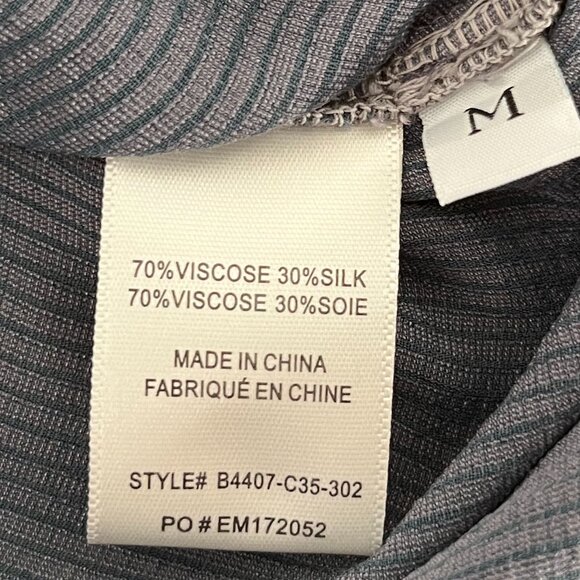 M
70%VISCOSE 30%SILK
70%VISCOSE 30%SOIE
MADE IN CHINA
FABRIQUÉ EN CHINE
STYLE# B4407-C35-302
PO # EM172052